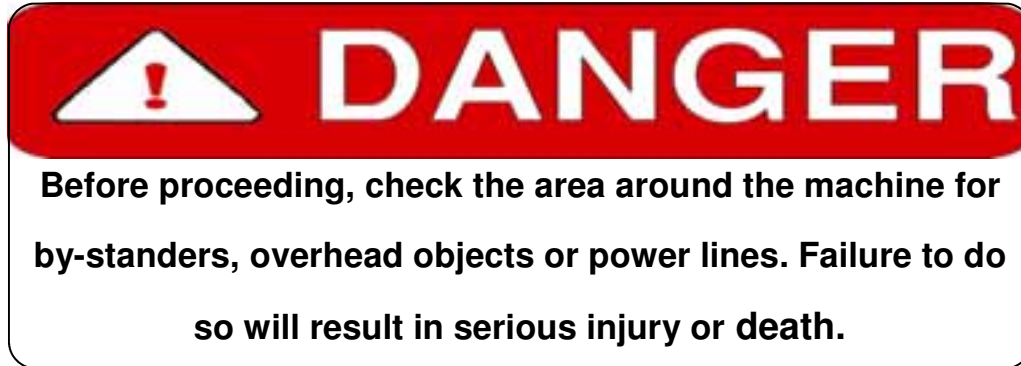 DANGER
Before proceeding, check the area around the machine for
by-standers, overhead objects or power lines. Failure to do
so will result in serious injury or death.